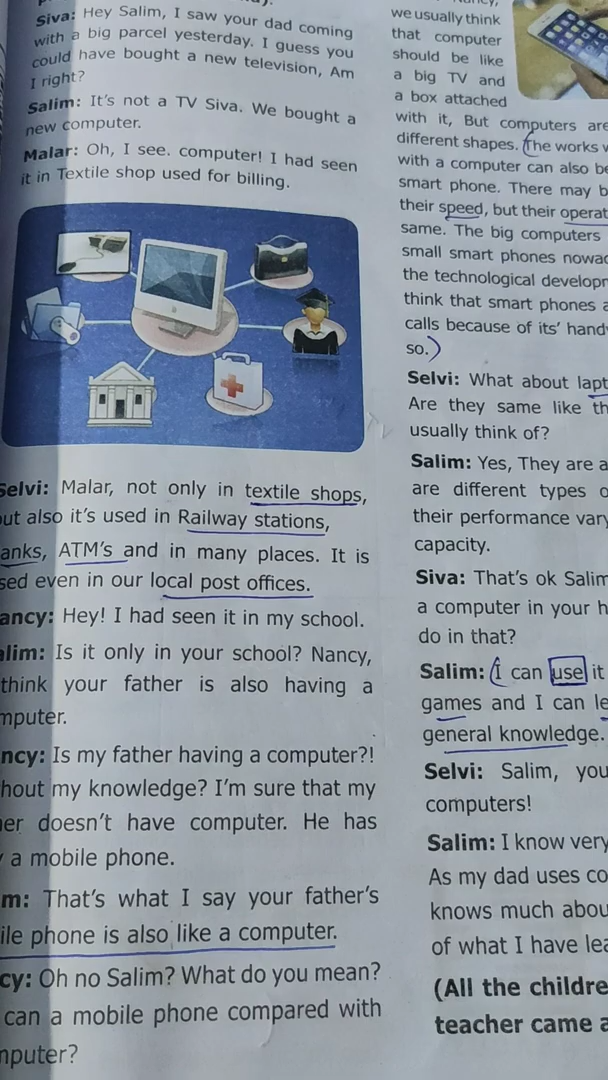 Siva: Hey Salim, I saw your dad coming
with a big parcel yesterday. I guess you
could have bought a new television, Am
I right?
Salim: It's not a TV Siva. We bought a
new computer.
Malar: Oh, I see. computer! I had seen
it in Textile shop used for billing.
Selvi: Malar, not only in textile shops,
but also it's used in Railway stations,
anks, ATM's and in many places. It is
sed even in our local post offices.
ancy: Hey! I had seen it in my school.
alim: Is it only in your school? Nancy,
think your father is also having a
mputer.
ncy: Is my father having a computer?!
hout my knowledge? I'm sure that my
er doesn't have computer. He has
a mobile phone.
m: That's what I say your father's
ile phone is also like a computer.
cy: Oh no Salim? What do you mean?
can a mobile phone compared with
mputer?
we usually think
that computer
should be like
a big TV and
a box attached
with it, But computers are
different shapes. The works
with a computer can also be
smart phone. There may b
their speed, but their operat
same. The big computers
small smart phones nowad
the technological developm
think that smart phones a
calls because of its' hand
so.)
Selvi: What about lapt
Are they same like th
usually think of?
Salim: Yes, They are a
are different types o
their performance vary
capacity.
Siva: That's ok Salim
a computer in your h
do in that?
Salim: I can use it
games and I can le
general knowledge.
Selvi: Salim, you
computers!
Salim: I know very
As my dad uses co
knows much abou
of what I have lea
(All the childre
teacher came a